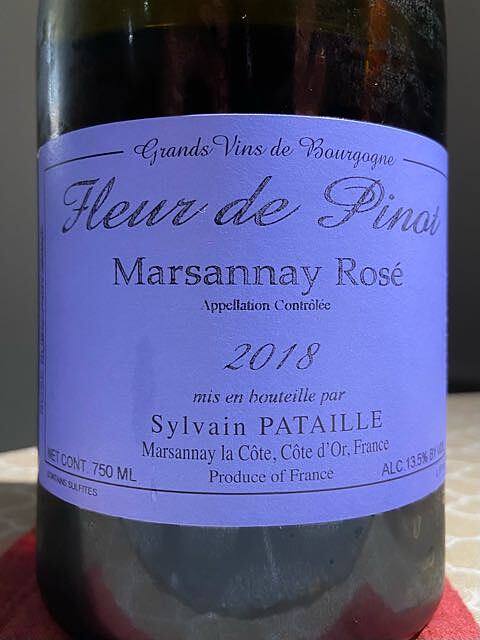 Grands Vins de Bourgogne
Fleur de Pinot
Marsannay Rosé
Appellation Contrôlée
2018
mis en bouteille par
Sylvain PATAILLE
Marsannay la Côte, Côte d'Or, France
Produce of France
NET CONT. 750 ML
CONTAINS SULFITES
ALC. 13.5% BY VOL